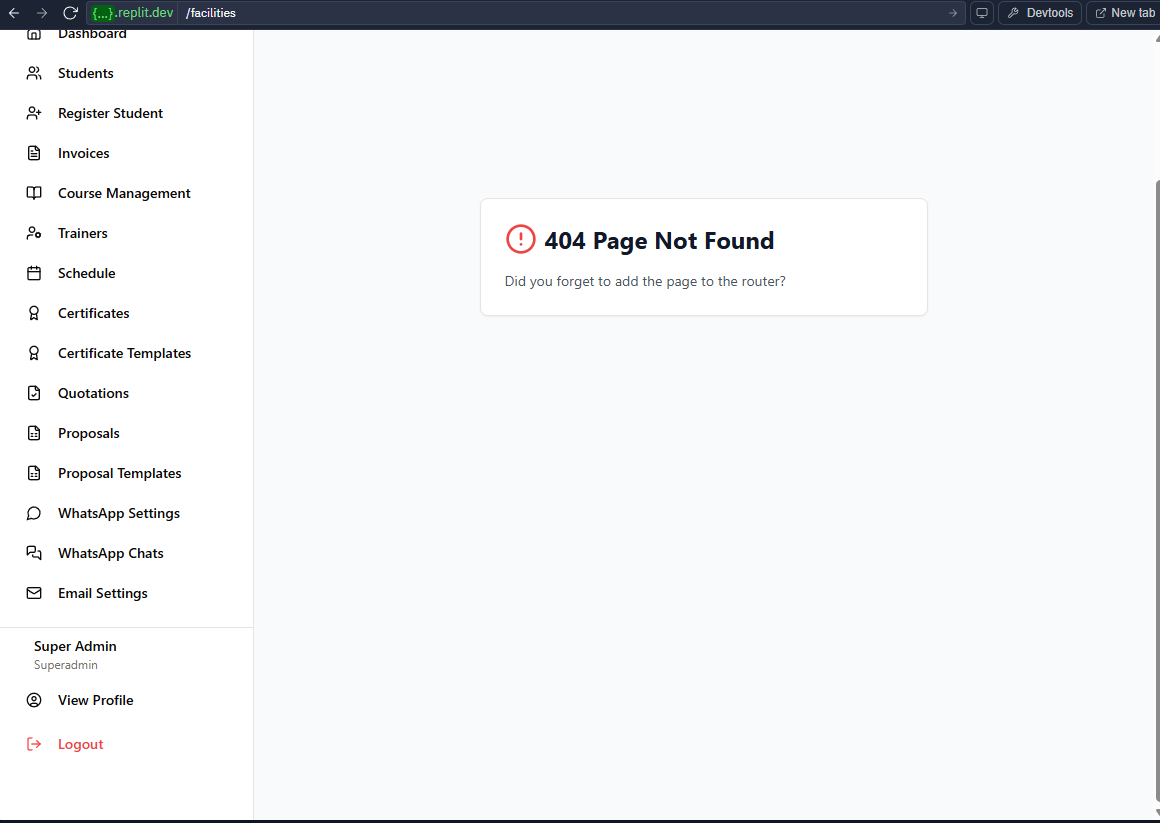 {...}.replit.dev /facilities
Devtools
New tab
Dashboard
Students
Register Student
Invoices
Course Management
Trainers
Schedule
Certificates
Certificate Templates
Quotations
Proposals
Proposal Templates
WhatsApp Settings
WhatsApp Chats
Email Settings
Super Admin
Superadmin
View Profile
Logout
404 Page Not Found
Did you forget to add the page to the router?